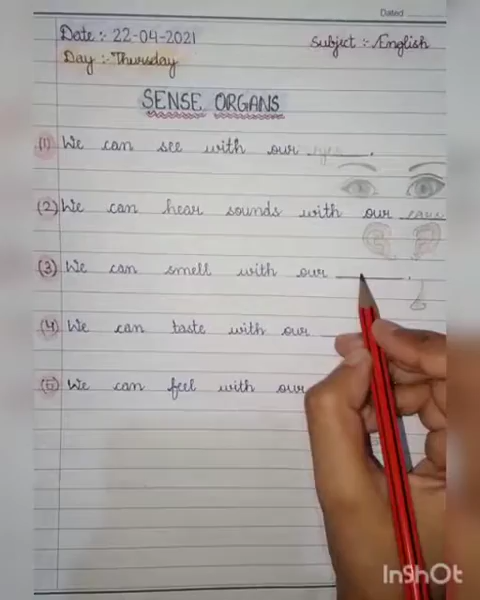 Dated
Date :- 22-04-2021 Subject :- English
Day :- Thursday
SENSE ORGANS
(1) We can see with our eyes.
(2) We can hear sounds with our ears
(3) We can smell with our ______.
(4) We can taste with our
(5) We can feel with our
InShOt